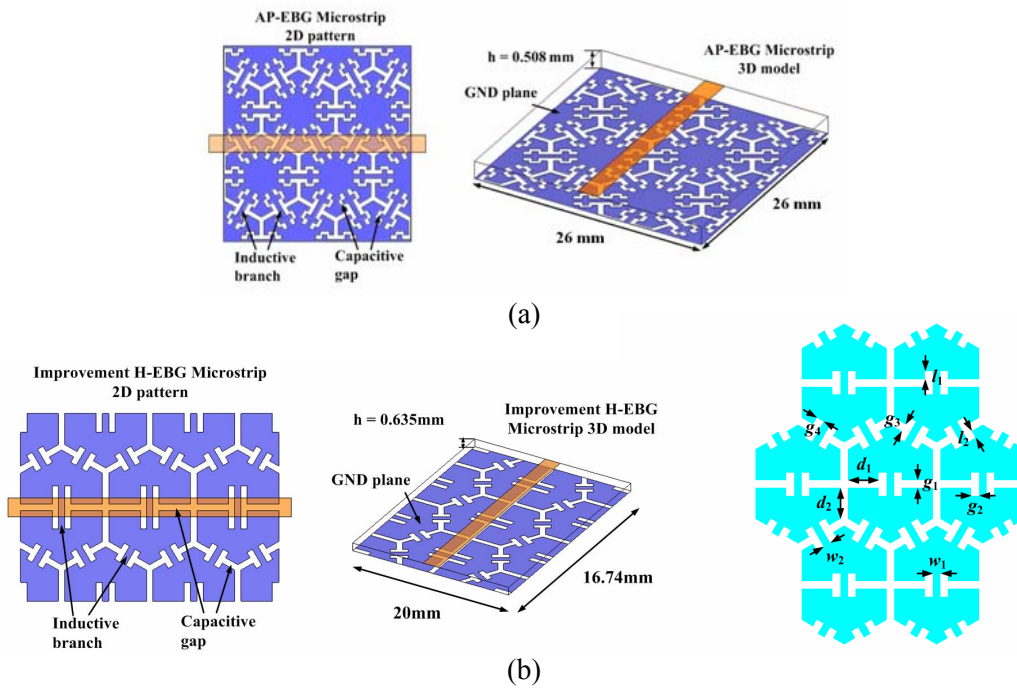 AP-EBG Microstrip
2D pattern
Inductive
branch
Capacitive
gap
h = 0.508 mm
GND plane
AP-EBG Microstrip
3D model
26 mm
26 mm
(a)
Improvement H-EBG Microstrip
2D pattern
Inductive
branch
Capacitive
gap
h = 0.635mm
GND plane
Improvement H-EBG
Microstrip 3D model
20mm
16.74mm
l1
g4
g3
l2
d1
g1
d2
g2
w2
w1
(b)